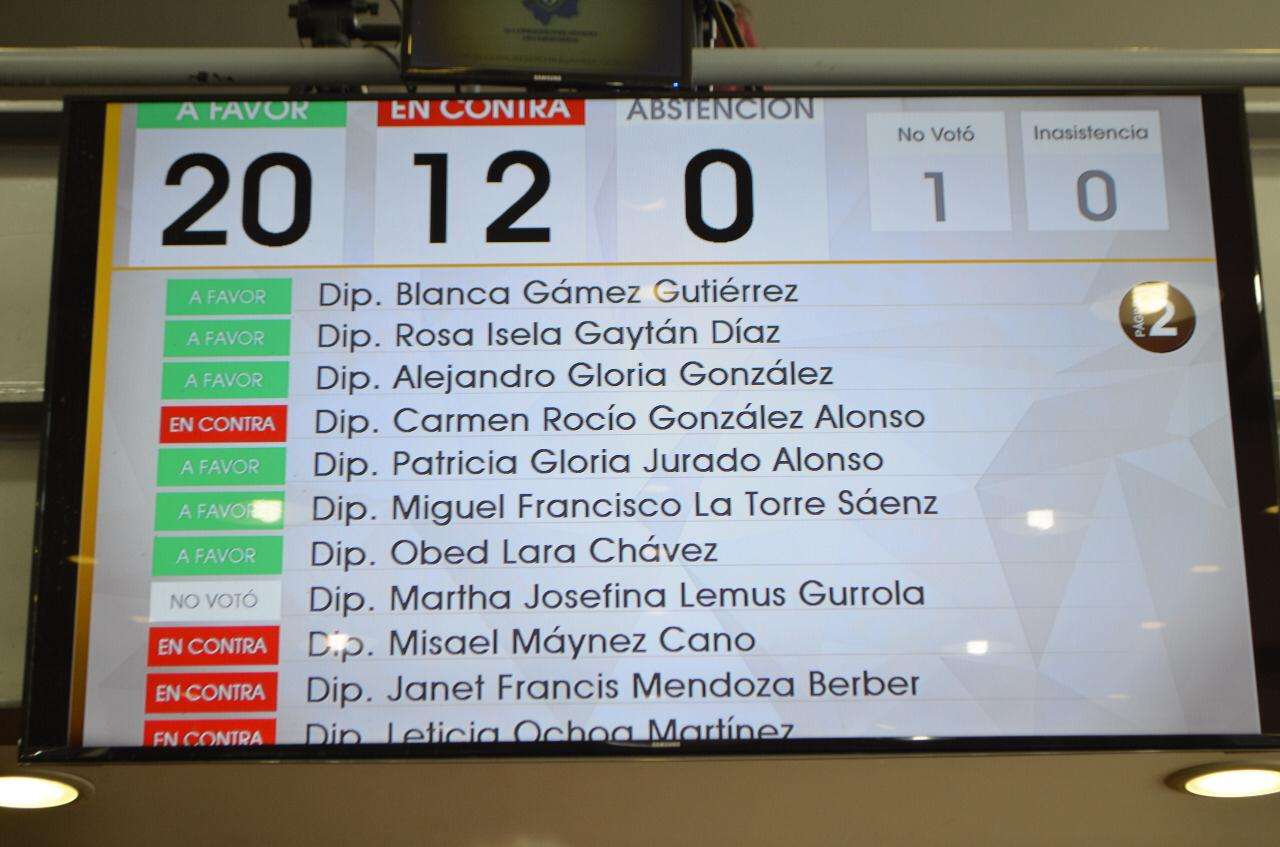 SAMSUNG
A FAVOR EN CONTRA ABSTENCIÓN No Votó Inasistencia
20 12 0 1 0
A FAVOR Dip. Blanca Gámez Gutiérrez
PÁGINA 2
A FAVOR Dip. Rosa Isela Gaytán Díaz
A FAVOR Dip. Alejandro Gloria González
EN CONTRA Dip. Carmen Rocío González Alonso
A FAVOR Dip. Patricia Gloria Jurado Alonso
A FAVOR Dip. Miguel Francisco La Torre Sáenz
A FAVOR Dip. Obed Lara Chávez
NO VOTÓ Dip. Martha Josefina Lemus Gurrola
EN CONTRA Dip. Misael Máynez Cano
EN CONTRA Dip. Janet Francis Mendoza Berber
EN CONTRA Dip. Leticia Ochoa Martínez
SAMSUNG